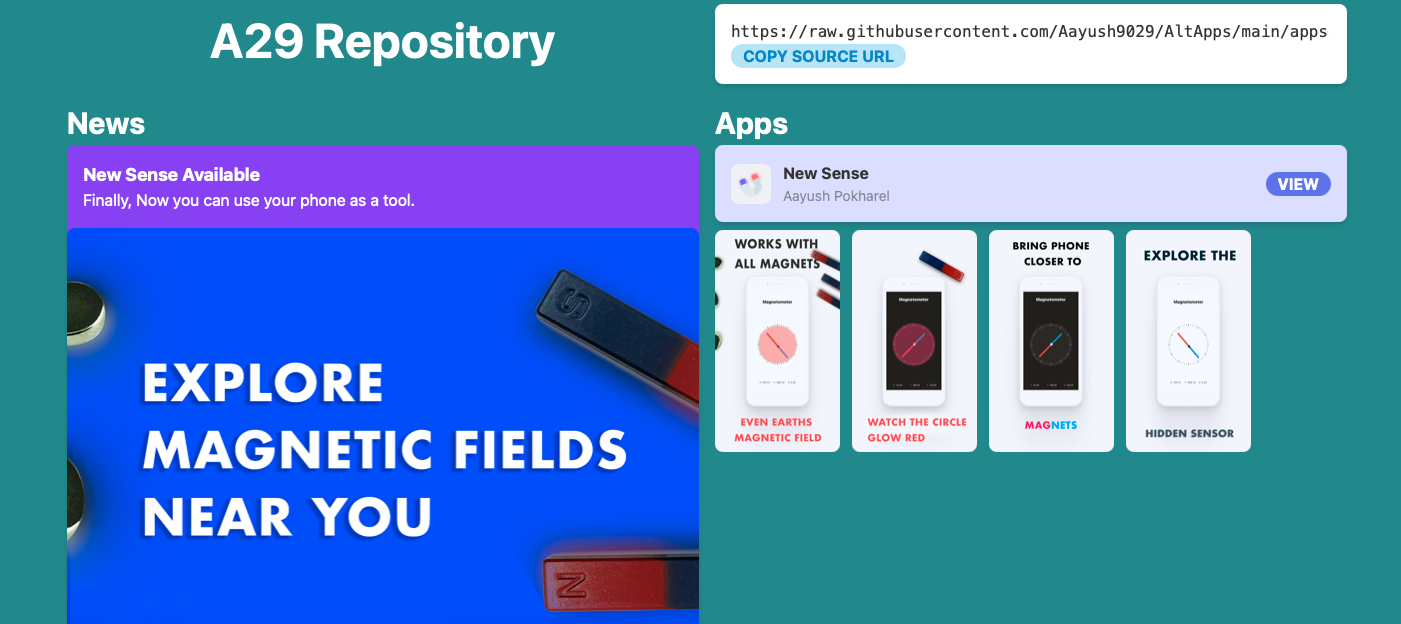 A29 Repository
https://raw.githubusercontent.com/Aayush9029/AltApps/main/apps
COPY SOURCE URL
News
New Sense Available
Finally, Now you can use your phone as a tool.
S
EXPLORE
MAGNETIC FIELDS
NEAR YOU
N
Apps
New Sense
Aayush Pokharel
VIEW
WORKS WITH
ALL MAGNETS
Magnetometer
EVEN EARTHS
MAGNETIC FIELD
Magnetometer
WATCH THE CIRCLE
GLOW RED
BRING PHONE
CLOSER TO
Magnetometer
MAGNETS
EXPLORE THE
Magnetometer
HIDDEN SENSOR